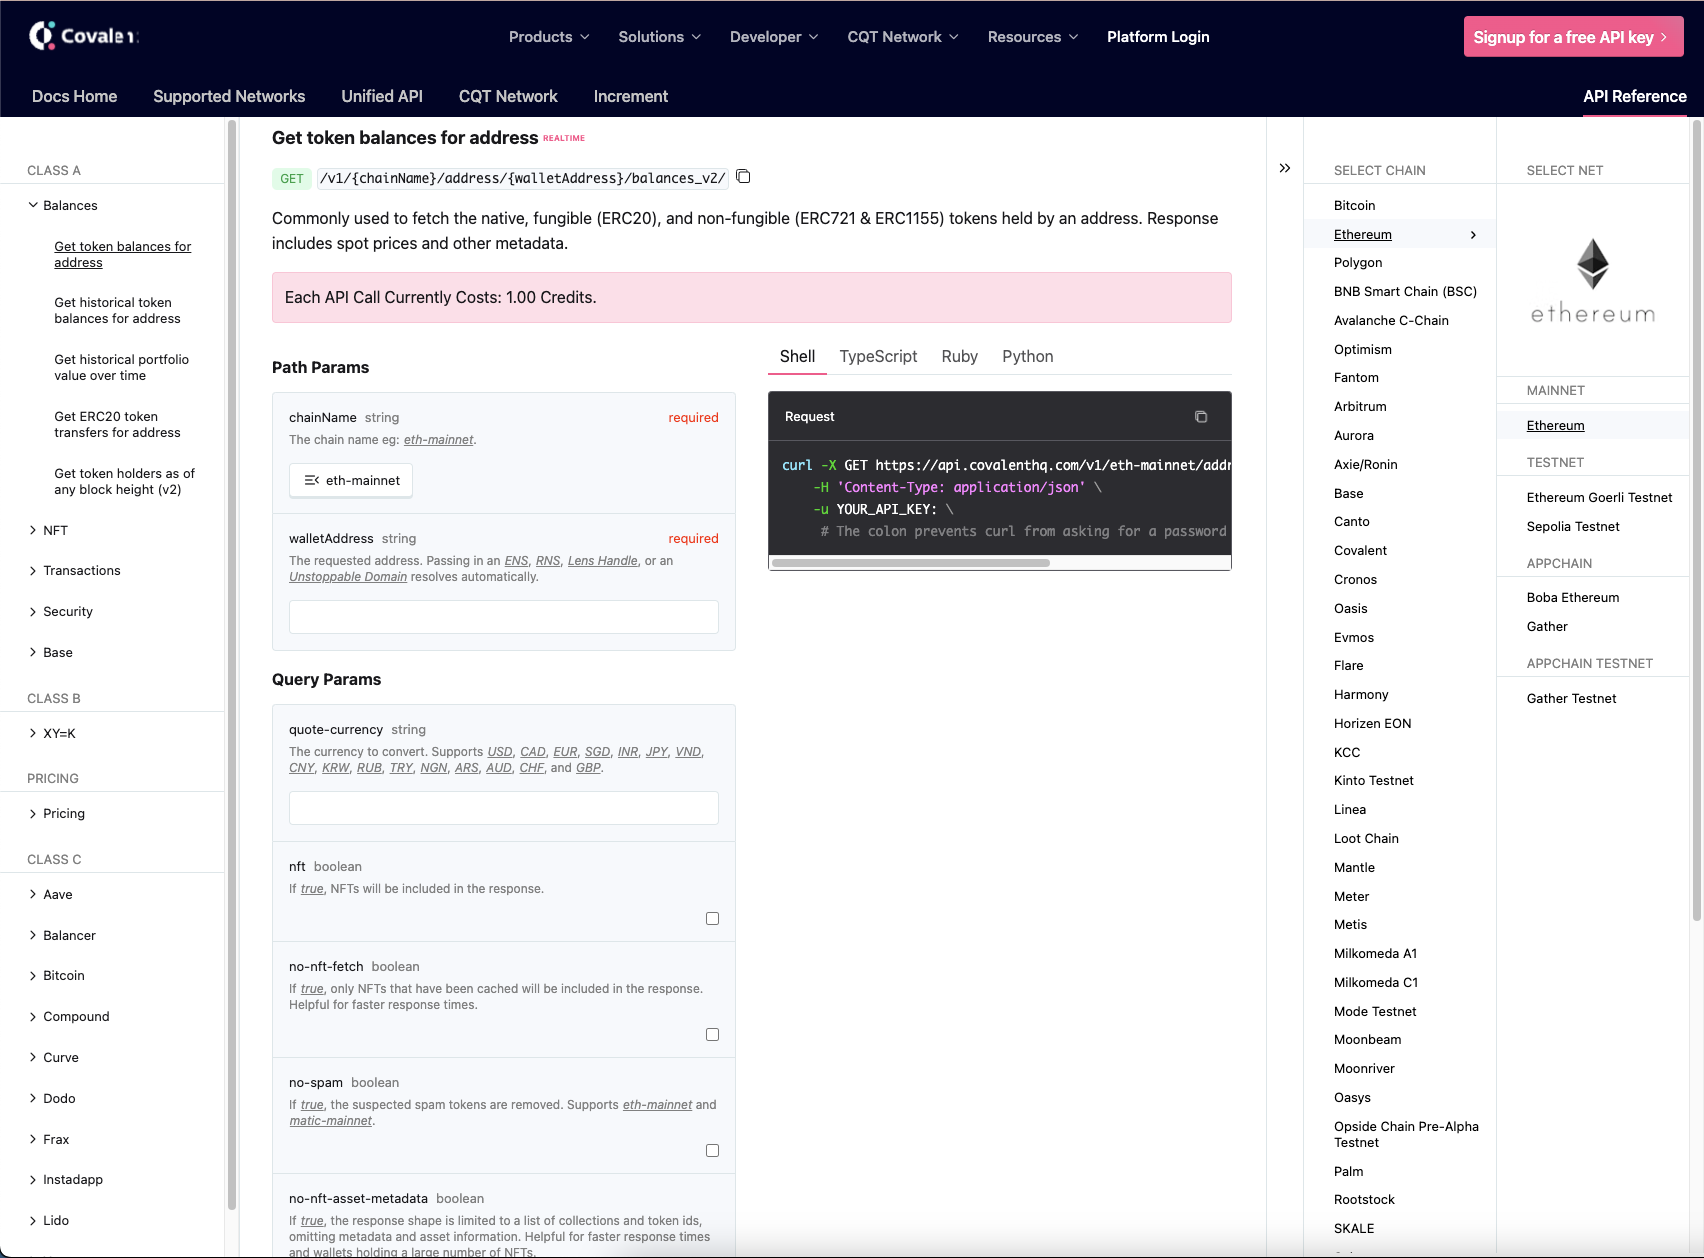 Covalen
Products
Solutions
Developer
CQT Network
Resources
Platform Login
Signup for a free API key
Docs Home
Supported Networks
Unified API
CQT Network
Increment
API Reference
CLASS A
Balances
Get token balances for
address
Get historical token
balances for address
Get historical portfolio
value over time
Get ERC20 token
transfers for address
Get token holders as of
any block height (v2)
NFT
Transactions
Security
Base
CLASS B
XY=K
PRICING
Pricing
CLASS C
Aave
Balancer
Bitcoin
Compound
Curve
Dodo
Frax
Instadapp
Lido
Get token balances for address REALTIME
GET /v1/{chainName}/address/{walletAddress}/balances_v2/
Commonly used to fetch the native, fungible (ERC20), and non-fungible (ERC721 & ERC1155) tokens held by an address. Response
includes spot prices and other metadata.
Each API Call Currently Costs: 1.00 Credits.
Path Params
chainName string required
The chain name eg: eth-mainnet.
eth-mainnet
walletAddress string required
The requested address. Passing in an ENS, RNS, Lens Handle, or an
Unstoppable Domain resolves automatically.
Query Params
quote-currency string
The currency to convert. Supports USD, CAD, EUR, SGD, INR, JPY, VND,
CNY, KRW, RUB, TRY, NGN, ARS, AUD, CHF, and GBP.
nft boolean
If true, NFTs will be included in the response.
no-nft-fetch boolean
If true, only NFTs that have been cached will be included in the response.
Helpful for faster response times.
no-spam boolean
If true, the suspected spam tokens are removed. Supports eth-mainnet and
matic-mainnet.
no-nft-asset-metadata boolean
If true, the response shape is limited to a list of collections and token ids,
omitting metadata and asset information. Helpful for faster response times
and wallets holding a large number of NFTs.
Shell
TypeScript
Ruby
Python
Request
curl -X GET https://api.covalenthq.com/v1/eth-mainnet/addr
-H 'Content-Type: application/json' \
-u YOUR_API_KEY: \
# The colon prevents curl from asking for a password
SELECT CHAIN
Bitcoin
Ethereum
Polygon
BNB Smart Chain (BSC)
Avalanche C-Chain
Optimism
Fantom
Arbitrum
Aurora
Axie/Ronin
Base
Canto
Covalent
Cronos
Oasis
Evmos
Flare
Harmony
Horizen EON
KCC
Kinto Testnet
Linea
Loot Chain
Mantle
Meter
Metis
Milkomeda A1
Milkomeda C1
Mode Testnet
Moonbeam
Moonriver
Oasys
Opside Chain Pre-Alpha
Testnet
Palm
Rootstock
SKALE
SELECT NET
ethereum
MAINNET
Ethereum
TESTNET
Ethereum Goerli Testnet
Sepolia Testnet
APPCHAIN
Boba Ethereum
Gather
APPCHAIN TESTNET
Gather Testnet